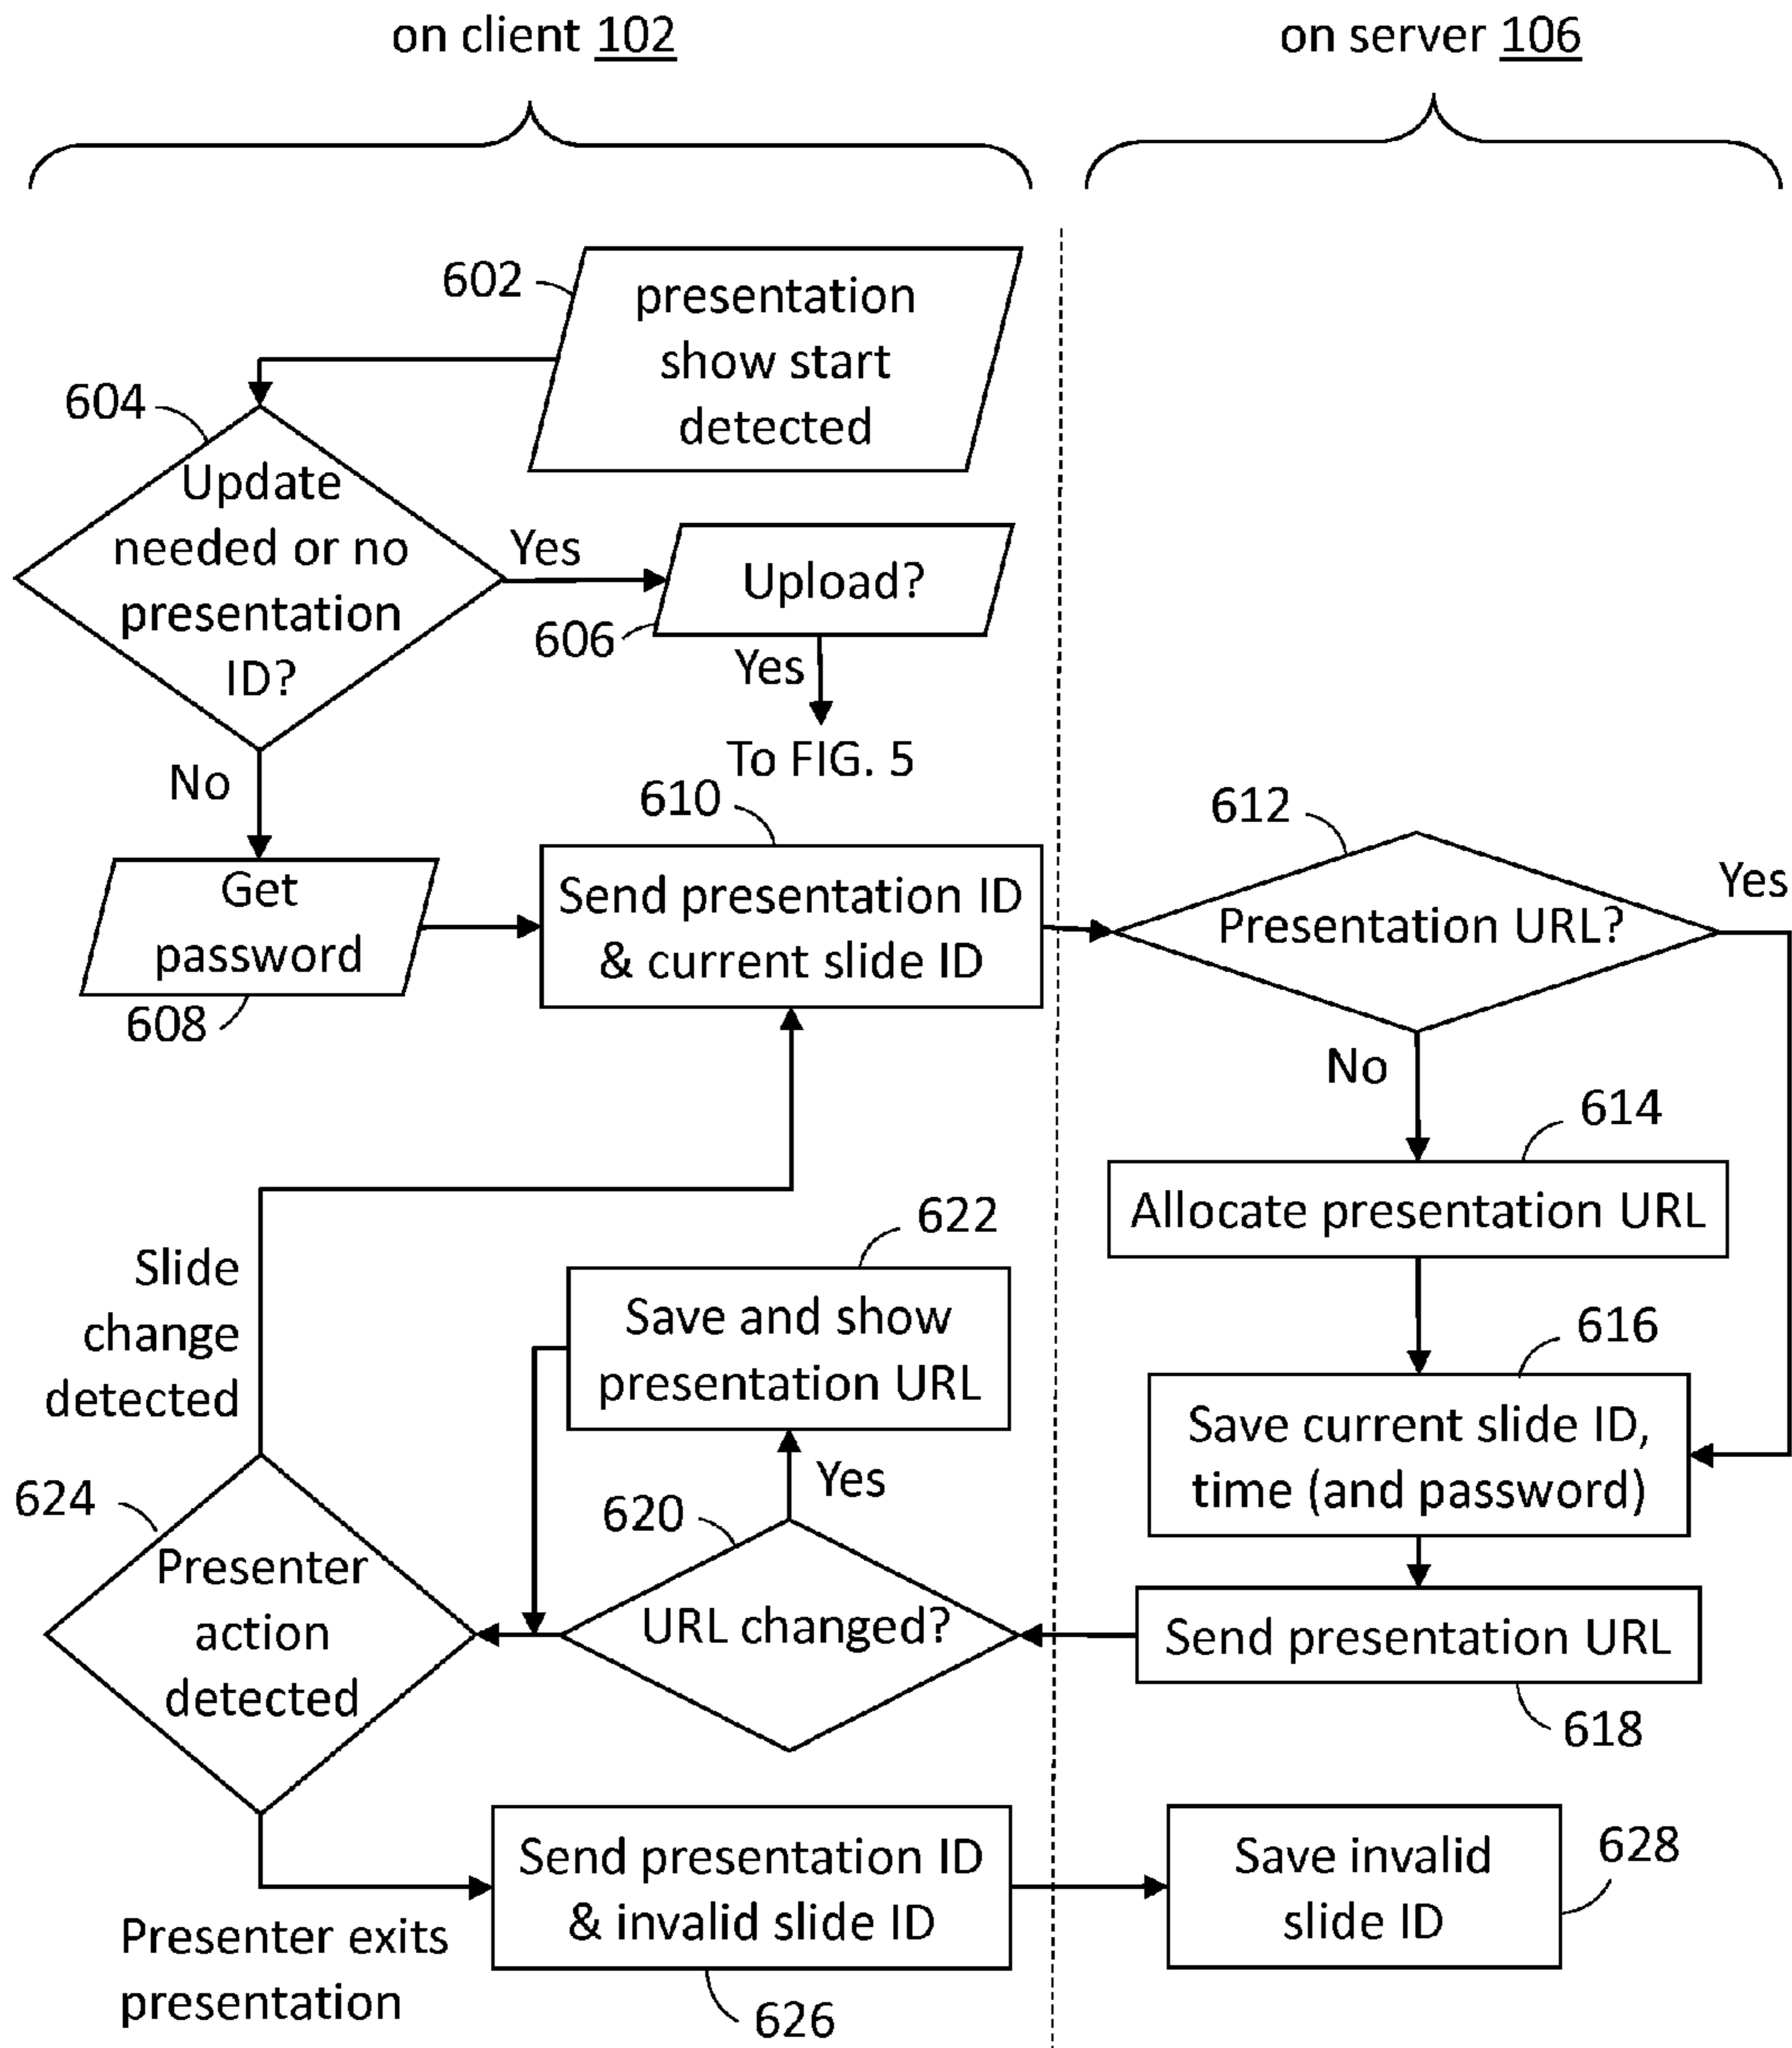 on client 102
on server 106
602
presentation
show start
detected
604
Update
needed or no
presentation
ID?
Yes
Upload?
606
Yes
To FIG. 5
No
Get
password
608
610
Send presentation ID
& current slide ID
612
Presentation URL?
Yes
No
614
Allocate presentation URL
616
Save current slide ID,
time (and password)
Send presentation URL
618
620
URL changed?
Yes
622
Save and show
presentation URL
624
Presenter
action
detected
Slide
change
detected
Presenter exits
presentation
Send presentation ID
& invalid slide ID
626
Save invalid
slide ID
628